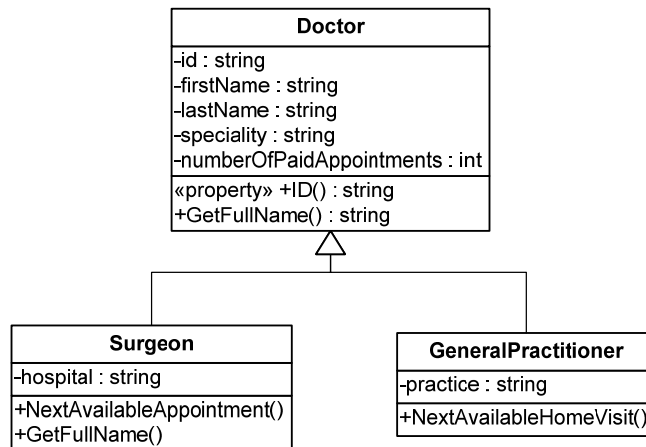 Doctor
-id : string
-firstName : string
-lastName : string
-speciality : string
-numberOfPaidAppointments : int
«property» +ID() : string
+GetFullName() : string
Surgeon
-hospital : string
+NextAvailableAppointment()
+GetFullName()
GeneralPractitioner
-practice : string
+NextAvailableHomeVisit()